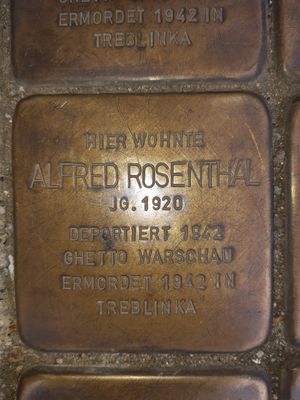 ERMORDET 1942 IN
TREBLINKA
HIER WOHNTE
ALFRED ROSENTHAL
JG. 1920
DEPORTIERT 1942
GHETTO WARSCHAU
ERMORDET 1942 IN
TREBLINKA